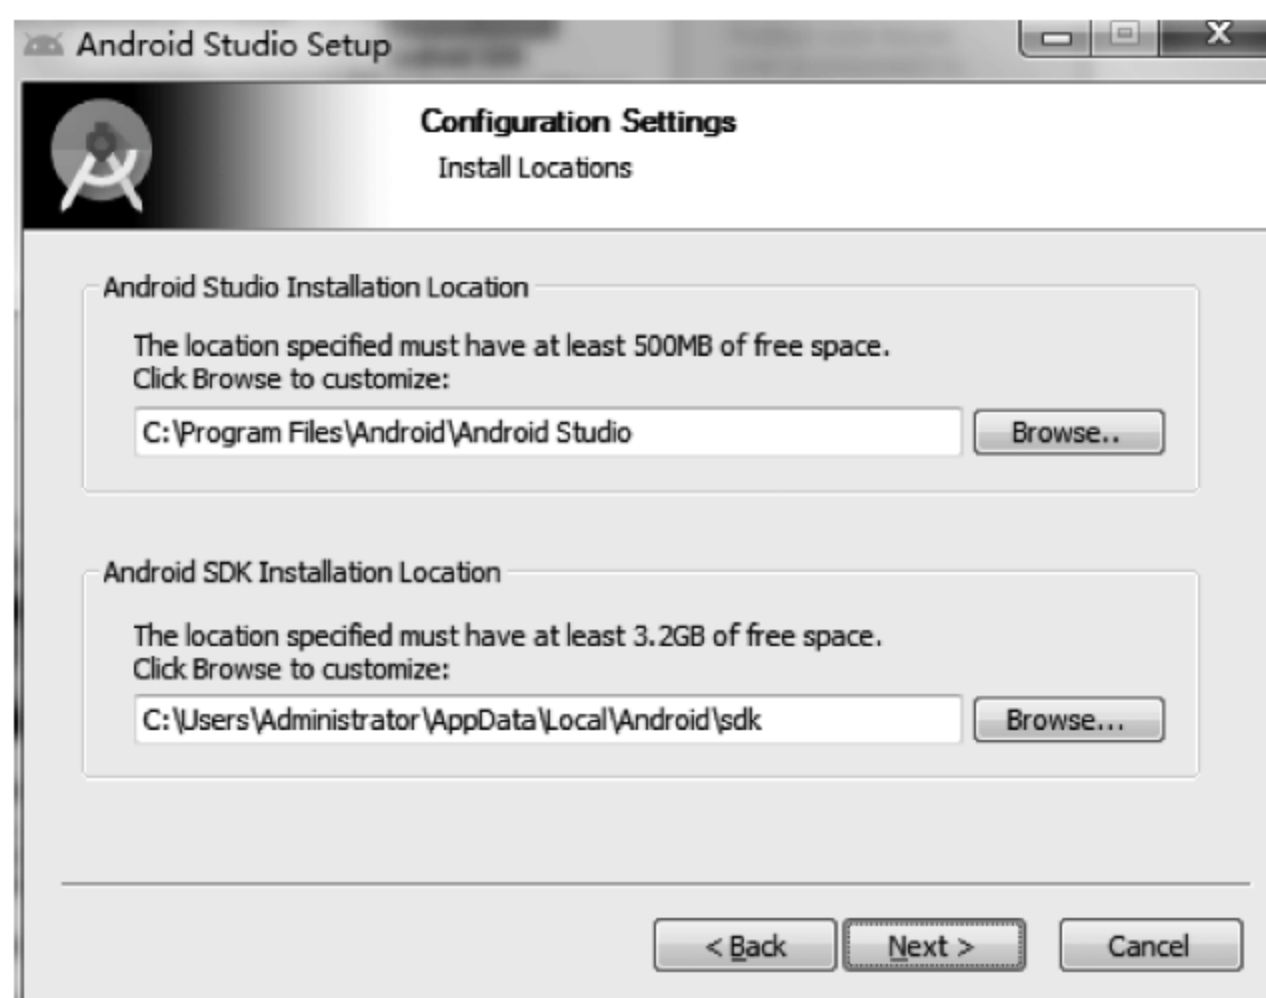 Android Studio Setup
Configuration Settings
Install Locations
Android Studio Installation Location
The location specified must have at least 500MB of free space.
Click Browse to customize:
C:\Program Files\Android\Android Studio
Browse..
Android SDK Installation Location
The location specified must have at least 3.2GB of free space.
Click Browse to customize:
C:\Users\Administrator\AppData\Local\Android\sdk
Browse...
< Back
Next >
Cancel